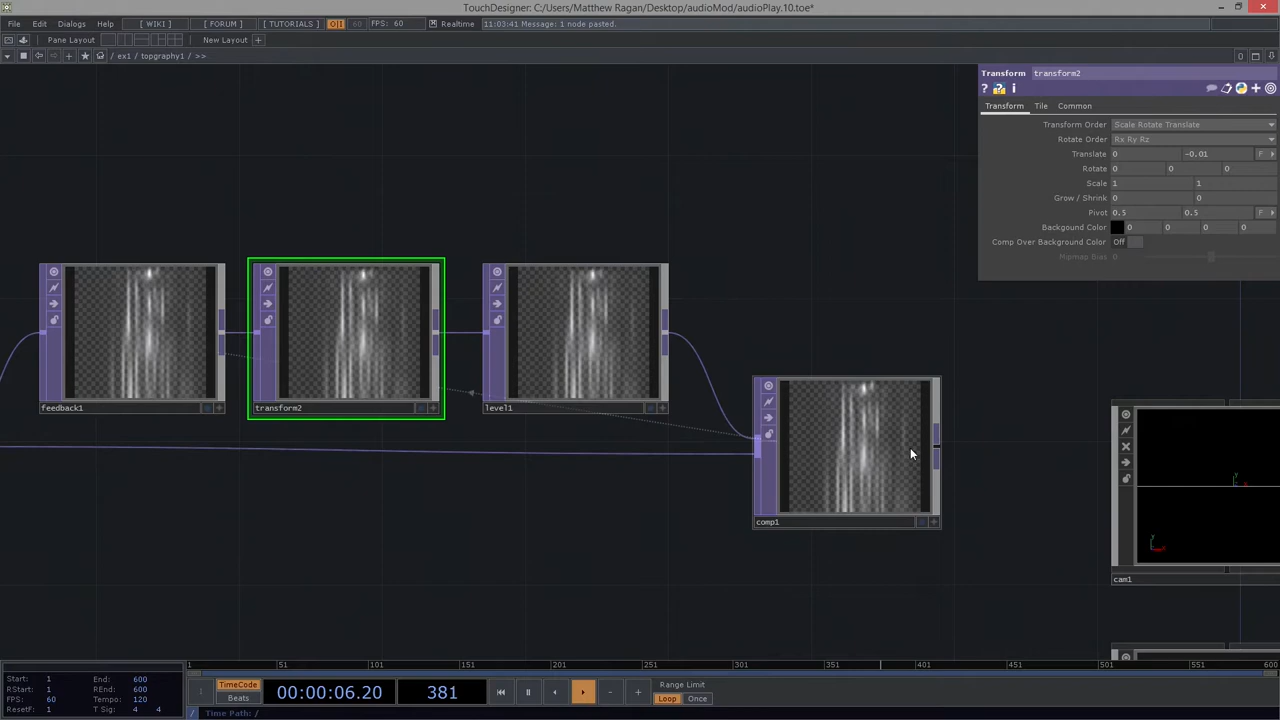 TouchDesigner: C:/Users/Matthew Ragan/Desktop/audioMod/audioPlay.10.toe*
File Edit Dialogs Help [ WIKI ] [ FORUM ] [ TUTORIALS ] O|I 60 FPS: 60 Realtime 11:03:41 Message: 1 node pasted.
Pane Layout New Layout +
/ ex1 / topgraphy1 / >> 0
Transform transform2
? i
Transform Tile Common
Transform Order Scale Rotate Translate
Rotate Order Rx Ry Rz
Translate 0 -0.01 F
Rotate 0 0 0
Scale 1 1
Grow / Shrink 0 0
Pivot 0.5 0.5 F
Background Color 0 0 0 0
Comp Over Background Color Off
Mipmap Bias 0
feedback1
transform2
level1
comp1
cam1
1 51 101 151 201 251 301 351 401 451 501 551 600
Start: 1 End: 600
RStart: 1 REnd: 600
FPS: 60 Tempo: 120
ResetF: 1 T Sig: 4 4
TimeCode
Beats
00:00:06.20 381
Range Limit
Loop Once
/ Time Path: /